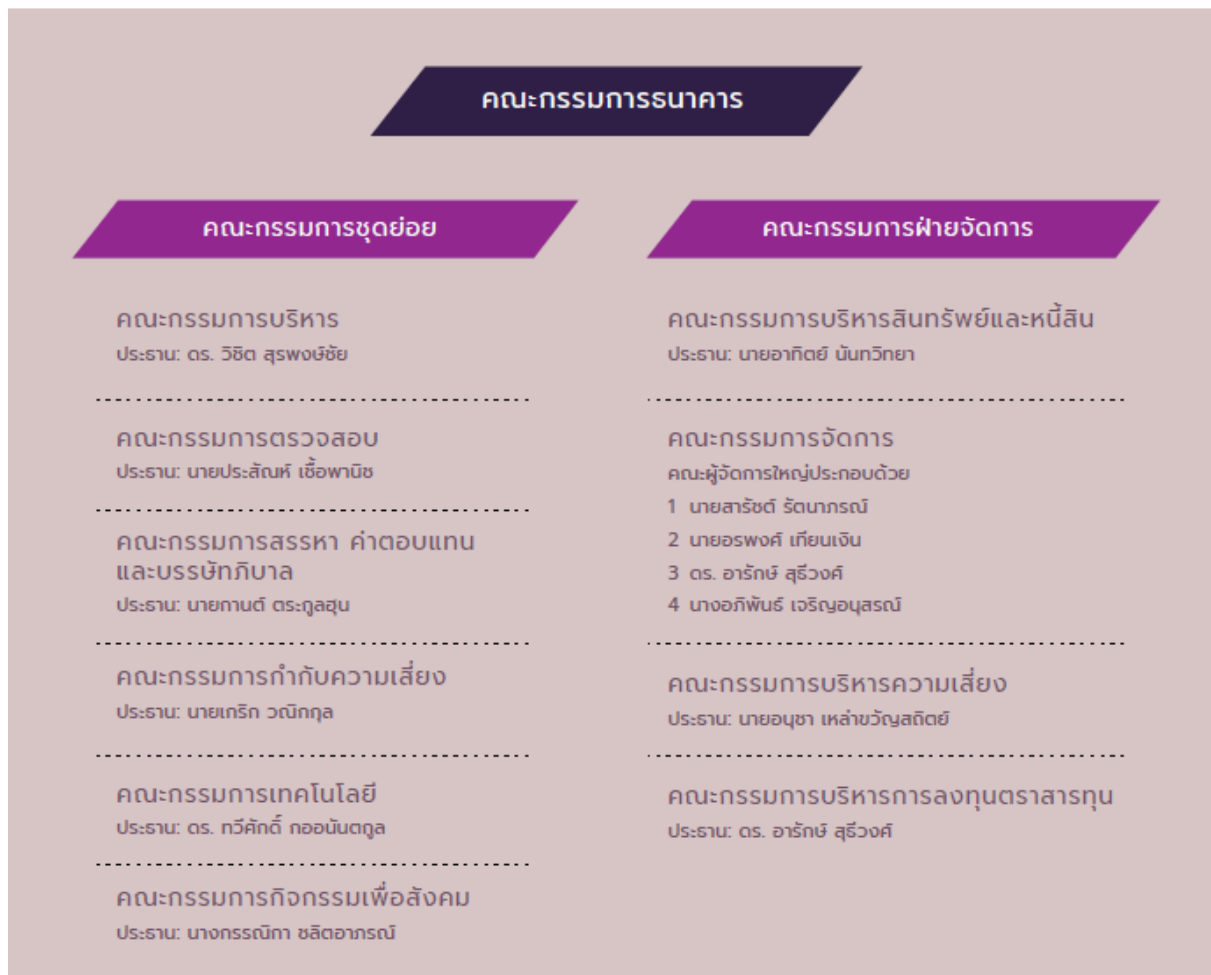 คณะกรรมการธนาคาร
คณะกรรมการชุดย่อย
คณะกรรมการบริหาร
ประธาน: ดร. วิชิต สุรพงษ์ชัย
คณะกรรมการตรวจสอบ
ประธาน: นายประสัณห์ เชื้อพานิช
คณะกรรมการสรรหา ค่าตอบแทน
และบรรษัทภิบาล
ประธาน: นายกานต์ ตระกูลฮุน
คณะกรรมการกำกับความเสี่ยง
ประธาน: นายเกริก วณิกกุล
คณะกรรมการเทคโนโลยี
ประธาน: ดร. ทวีศักดิ์ กออนันตกูล
คณะกรรมการกิจกรรมเพื่อสังคม
ประธาน: นางกรรณิกา ชลิตอาภรณ์
คณะกรรมการฝ่ายจัดการ
คณะกรรมการบริหารสินทรัพย์และหนี้สิน
ประธาน: นายอาทิตย์ นันทวิทยา
คณะกรรมการจัดการ
คณะผู้จัดการใหญ่ประกอบด้วย
1 นายสารัชต์ รัตนาภรณ์
2 นายอรพงศ์ เทียนเงิน
3 ดร. อารักษ์ สุธีวงศ์
4 นางอภิพันธ์ เจริญอนุสรณ์
คณะกรรมการบริหารความเสี่ยง
ประธาน: นายอนุชา เหล่าขวัญสถิตย์
คณะกรรมการบริหารการลงทุนตราสารทุน
ประธาน: ดร. อารักษ์ สุธีวงศ์